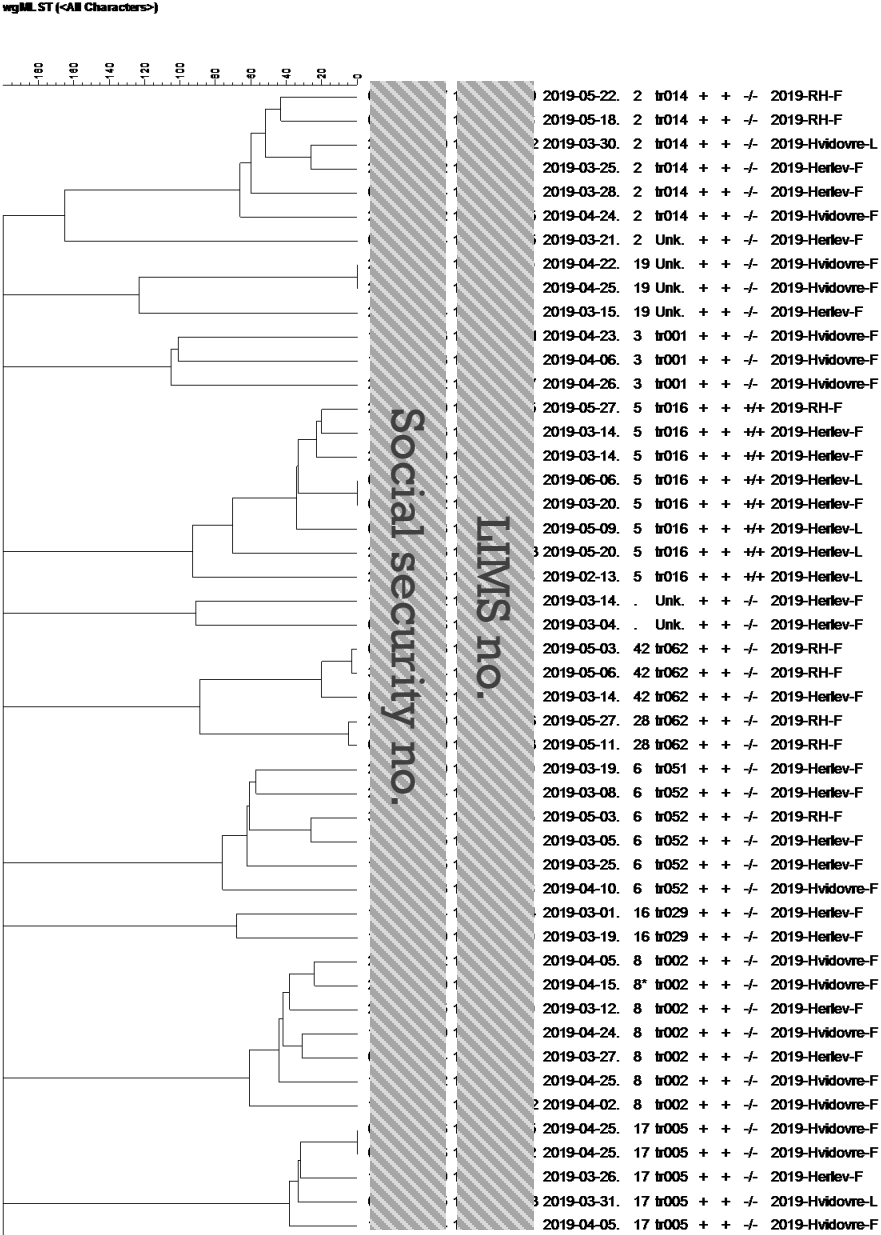 wgMLST (<All Characters>)
-160 -140 -120 -100 -80 -60 -40 -20 0
2019-05-22. 2 tr014 + + -/- 2019-RH-F
2019-05-18. 2 tr014 + + -/- 2019-RH-F
2019-03-30. 2 tr014 + + -/- 2019-Hvidovre-L
2019-03-25. 2 tr014 + + -/- 2019-Herlev-F
2019-03-28. 2 tr014 + + -/- 2019-Herlev-F
2019-04-24. 2 tr014 + + -/- 2019-Hvidovre-F
2019-03-21. 2 Unk. + + -/- 2019-Herlev-F
2019-04-22. 19 Unk. + + -/- 2019-Hvidovre-F
2019-04-25. 19 Unk. + + -/- 2019-Hvidovre-F
2019-03-15. 19 Unk. + + -/- 2019-Herlev-F
2019-04-23. 3 tr001 + + -/- 2019-Hvidovre-F
2019-04-06. 3 tr001 + + -/- 2019-Hvidovre-F
2019-04-26. 3 tr001 + + -/- 2019-Hvidovre-F
2019-05-27. 5 tr016 + + +/+ 2019-RH-F
2019-03-14. 5 tr016 + + +/+ 2019-Herlev-F
2019-03-14. 5 tr016 + + +/+ 2019-Herlev-F
2019-06-06. 5 tr016 + + +/+ 2019-Herlev-L
2019-03-20. 5 tr016 + + +/+ 2019-Herlev-F
2019-05-09. 5 tr016 + + +/+ 2019-Herlev-L
2019-05-20. 5 tr016 + + +/+ 2019-Herlev-L
2019-02-13. 5 tr016 + + +/+ 2019-Herlev-L
2019-03-14. . Unk. + + -/- 2019-Herlev-F
2019-03-04. . Unk. + + -/- 2019-Herlev-F
2019-05-03. 42 tr062 + + -/- 2019-RH-F
2019-05-06. 42 tr062 + + -/- 2019-RH-F
2019-03-14. 42 tr062 + + -/- 2019-Herlev-F
2019-05-27. 28 tr062 + + -/- 2019-RH-F
2019-05-11. 28 tr062 + + -/- 2019-RH-F
2019-03-19. 6 tr051 + + -/- 2019-Herlev-F
2019-03-08. 6 tr052 + + -/- 2019-Herlev-F
2019-05-03. 6 tr052 + + -/- 2019-RH-F
2019-03-05. 6 tr052 + + -/- 2019-Herlev-F
2019-03-25. 6 tr052 + + -/- 2019-Herlev-F
2019-04-10. 6 tr052 + + -/- 2019-Hvidovre-F
2019-03-01. 16 tr029 + + -/- 2019-Herlev-F
2019-03-19. 16 tr029 + + -/- 2019-Herlev-F
2019-04-05. 8 tr002 + + -/- 2019-Hvidovre-F
2019-04-15. 8* tr002 + + -/- 2019-Hvidovre-F
2019-03-12. 8 tr002 + + -/- 2019-Herlev-F
2019-04-24. 8 tr002 + + -/- 2019-Hvidovre-F
2019-03-27. 8 tr002 + + -/- 2019-Herlev-F
2019-04-25. 8 tr002 + + -/- 2019-Hvidovre-F
2019-04-02. 8 tr002 + + -/- 2019-Hvidovre-F
2019-04-25. 17 tr005 + + -/- 2019-Hvidovre-F
2019-04-25. 17 tr005 + + -/- 2019-Hvidovre-F
2019-03-26. 17 tr005 + + -/- 2019-Herlev-F
2019-03-31. 17 tr005 + + -/- 2019-Hvidovre-L
2019-04-05. 17 tr005 + + -/- 2019-Hvidovre-F
Social security no.
LIMS no.